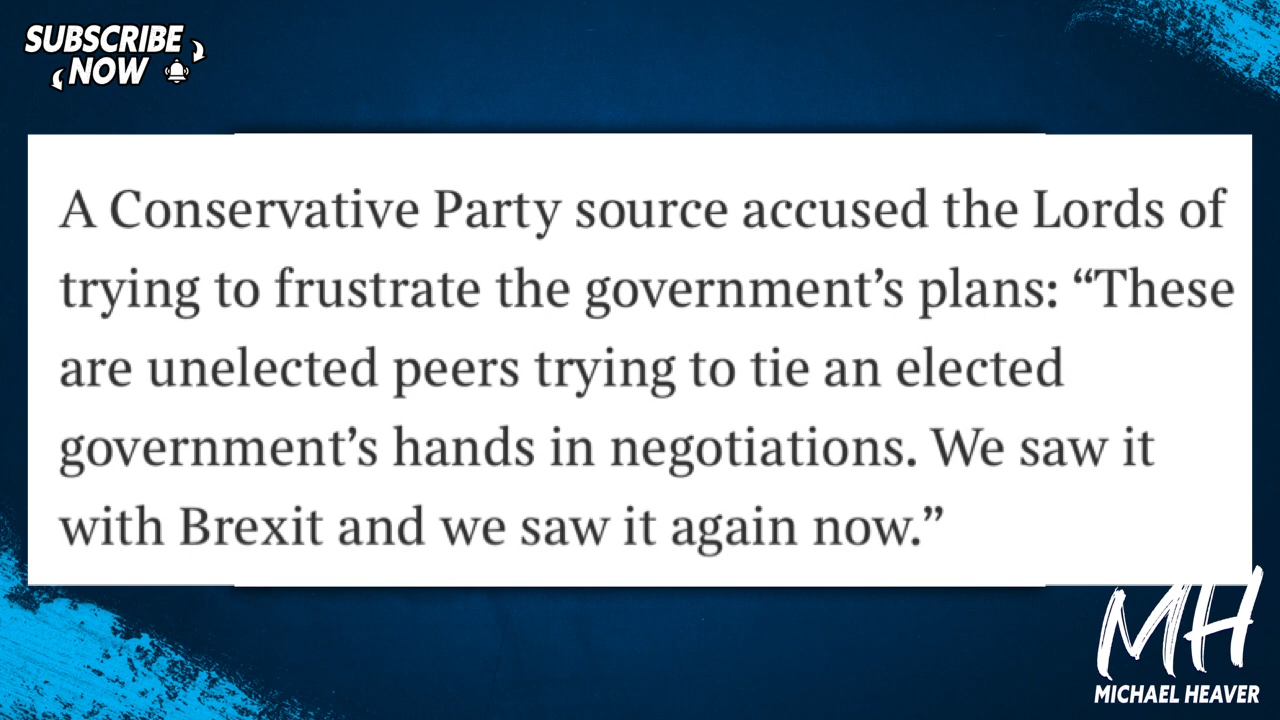 SUBSCRIBE
NOW
A Conservative Party source accused the Lords of
trying to frustrate the government’s plans: “These
are unelected peers trying to tie an elected
government’s hands in negotiations. We saw it
with Brexit and we saw it again now.”
MH
MICHAEL HEAVER